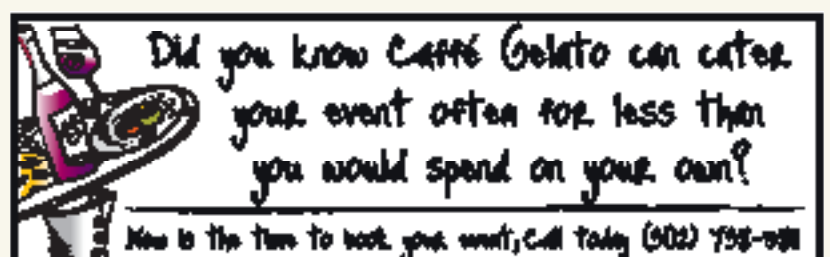 Did you know Caffé Gelato can cater
your event often for less than
you would spend on your own?
Now is the time to book your event, Call Today (302) 738-